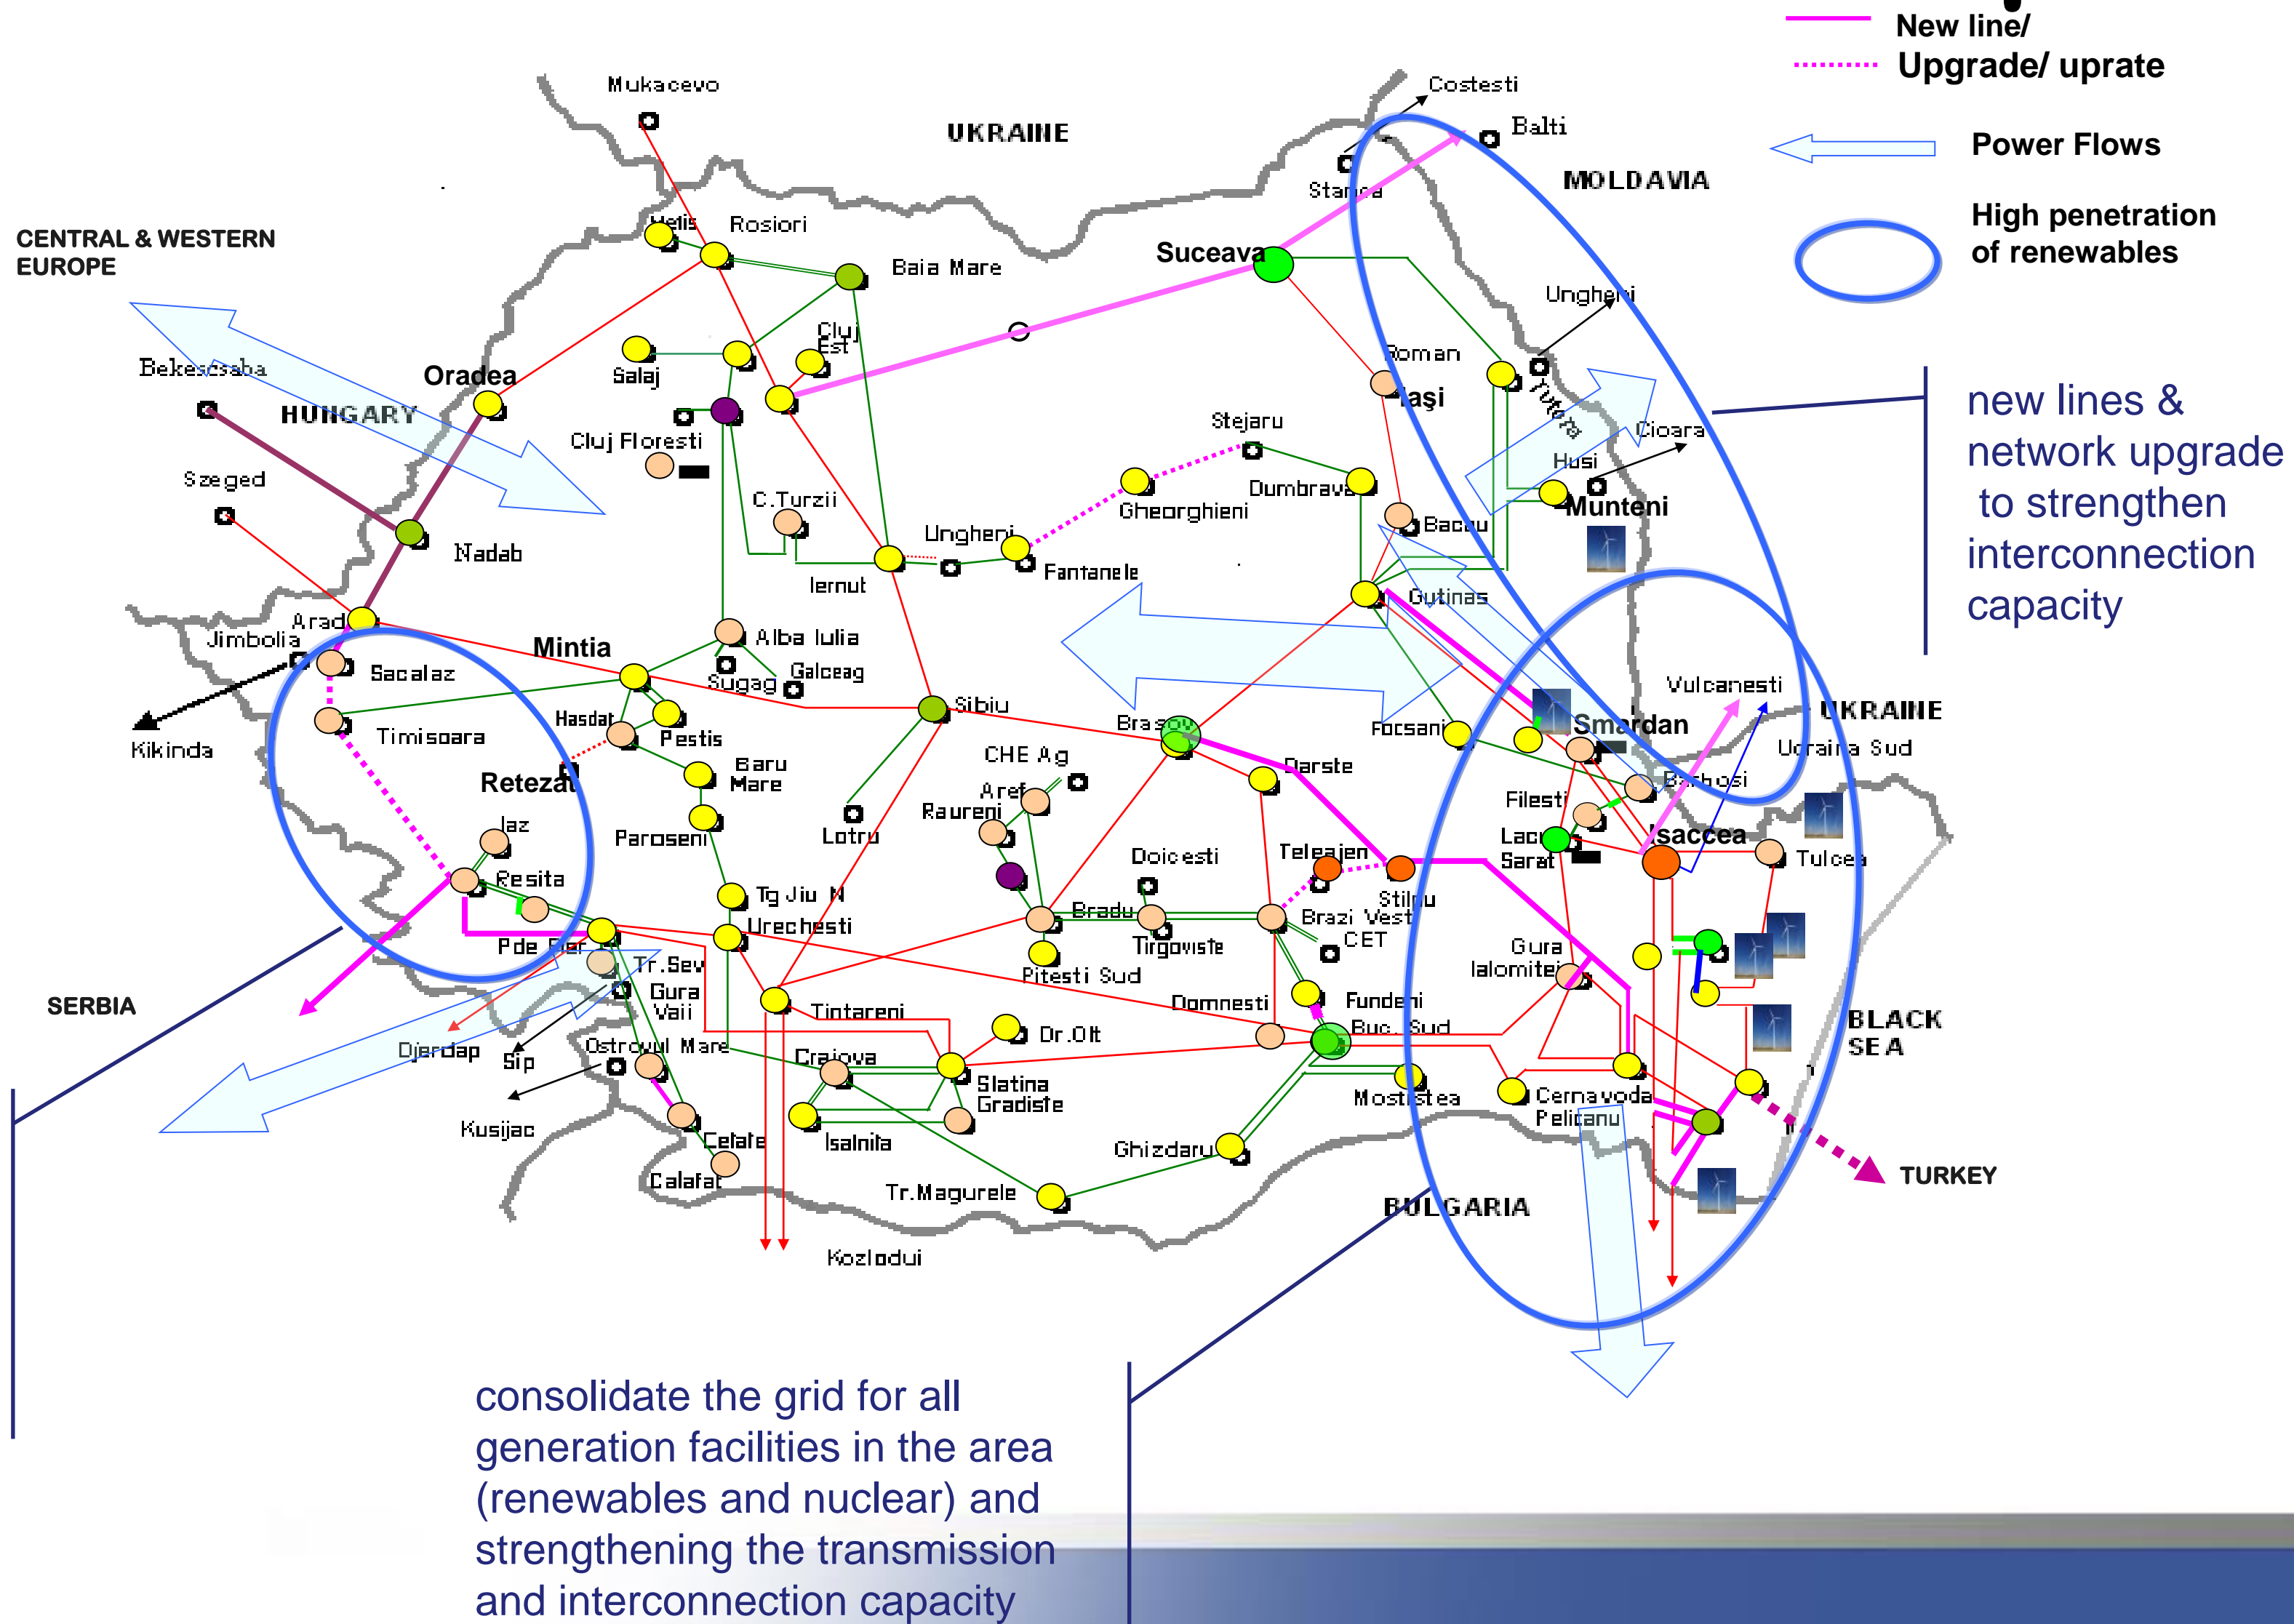 New line/
Upgrade/ uprate
Power Flows
High penetration
of renewables
Mukacevo
UKRAINE
Costesti
Balti
MOLDAVIA
CENTRAL & WESTERN
EUROPE
Rosiori
Baia Mare
Suceava
Ungheni
Bekescsaba
HUNGARY
Oradea
Salaj
Cluj
Est
Roman
Iaşi
Cluj Floresti
Stejaru
Cioara
Husi
Munteni
Szeged
C.Turzii
Gheorghieni
Dumbrava
Bacau
Nadab
Ungheni
Iernut
Fantanele
Gutinas
new lines &
network upgrade
to strengthen
interconnection
capacity
Arad
Jimbolia
Sacalaz
Mintia
Alba Iulia
Sugag
Galceag
Vulcanesti
UKRAINE
Ucraina Sud
Kikinda
Timisoara
Hasdat
Pestis
Sibiu
Brasov
Focsani
Smardan
Retezat
Baru
Mare
CHE Ag
Aref
Darste
Barbosi
Filesti
Raureni
Lotru
Paroseni
Iaz
Resita
Doicesti
Teleajen
Stilpu
Lacu
Sarat
Isaccea
Tulcea
Tg Jiu N
Urechesti
Bradu
Tirgoviste
Brazi Vest
CET
Pitesti Sud
Gura
Ialomitei
Tr.Sev
Gura
Vaii
SERBIA
Djerdap
Sip
Ostrovul Mare
Tintareni
Dr.Olt
Domnesti
Fundeni
Buc. Sud
BLACK
SEA
Kusijac
Cetate
Calafat
Craiova
Isalnita
Slatina
Gradiste
Mostistea
Cernavoda
Pelicanu
Ghizdaru
Tr.Magurele
BULGARIA
TURKEY
Kozlodui
consolidate the grid for all
generation facilities in the area
(renewables and nuclear) and
strengthening the transmission
and interconnection capacity